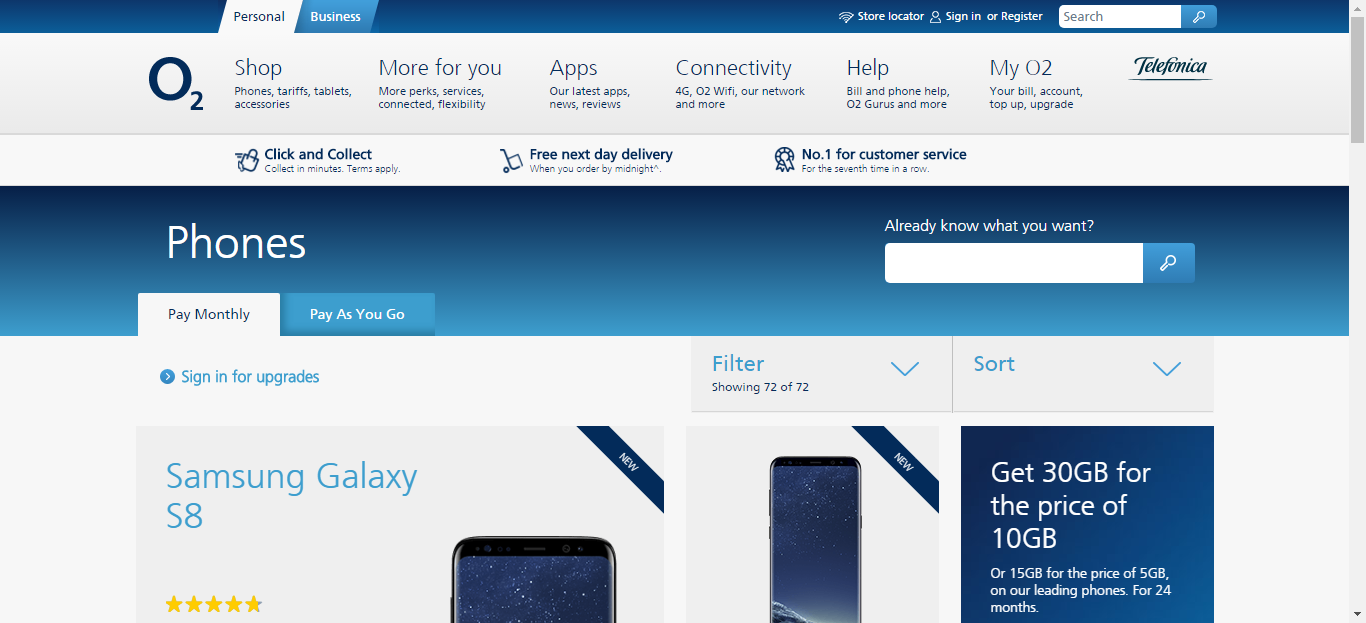 Personal
Business
Store locator
Sign in or Register
Search
O2
Shop
Phones, tariffs, tablets,
accessories
More for you
More perks, services,
connected, flexibility
Apps
Our latest apps,
news, reviews
Connectivity
4G, O2 Wifi, our network
and more
Help
Bill and phone help,
O2 Gurus and more
My O2
Your bill, account,
top up, upgrade
Telefónica
Click and Collect
Collect in minutes. Terms apply.
Free next day delivery
When you order by midnight^.
No.1 for customer service
For the seventh time in a row.
Phones
Already know what you want?
Pay Monthly
Pay As You Go
Sign in for upgrades
Filter
Showing 72 of 72
Sort
Samsung Galaxy
S8
NEW
NEW
Get 30GB for
the price of
10GB
Or 15GB for the price of 5GB,
on our leading phones. For 24
months.